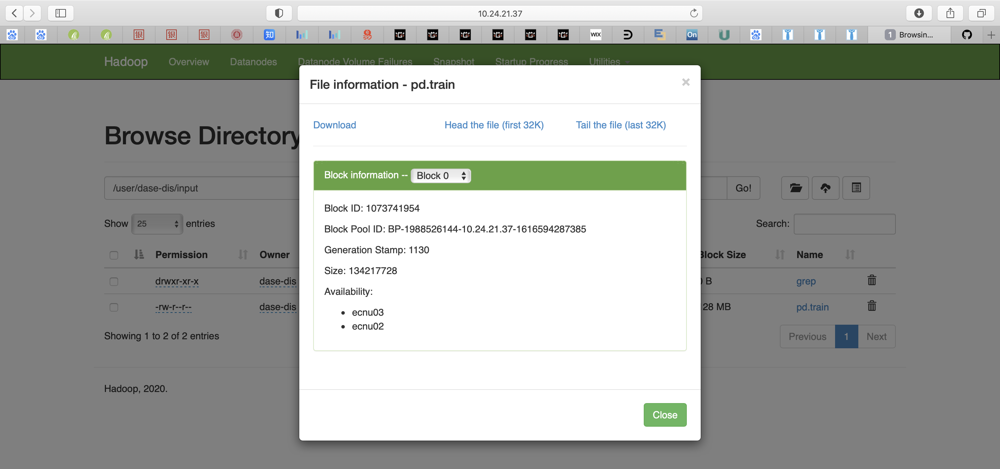 10.24.21.37
du
du
银
银
银
知
WIX
On
du
1 Browsin...
Hadoop Overview Datanodes Datanode Volume Failures Snapshot Startup Progress Utilities
File information - pd.train ×
Download Head the file (first 32K) Tail the file (last 32K)
Browse Directory
Block information -- Block 0
/user/dase-dis/input
Go!
Block ID: 1073741954
Show 25 entries
Search:
Block Pool ID: BP-1988526144-10.24.21.37-1616594287385
Generation Stamp: 1130
Permission Owner Block Size Name
Size: 134217728
drwxr-xr-x dase-dis B grep
Availability:
-rw-r--r-- dase-dis 28 MB pd.train
ecnu03
ecnu02
Showing 1 to 2 of 2 entries
Previous 1 Next
Hadoop, 2020.
Close